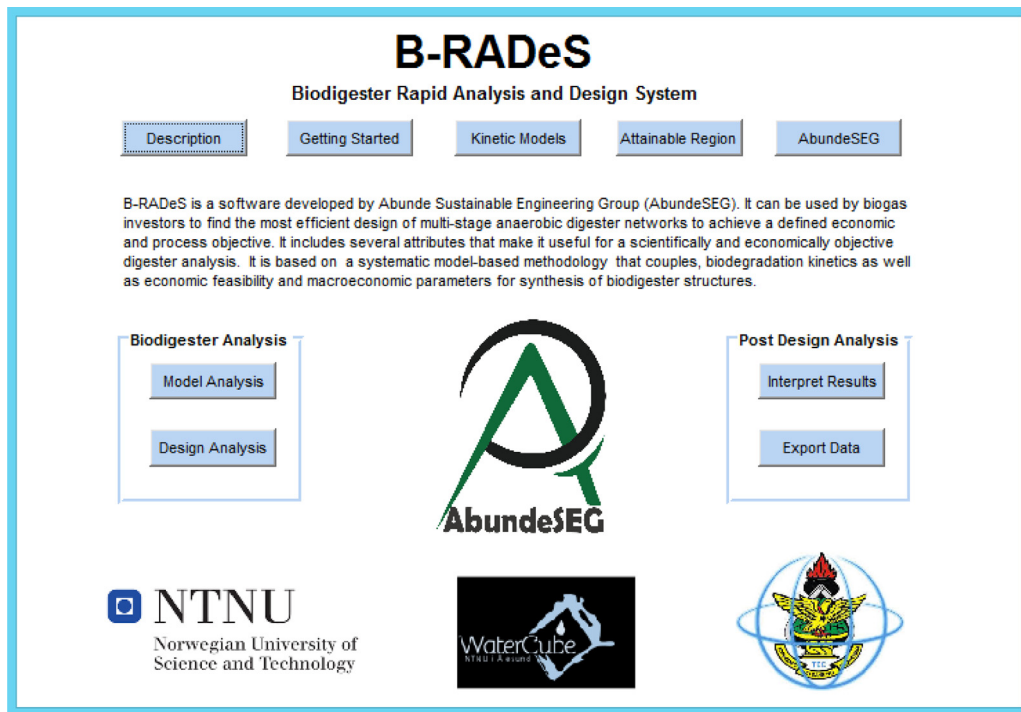 B-RADeS
Biodigester Rapid Analysis and Design System
Description
Getting Started
Kinetic Models
Attainable Region
AbundeSEG
B-RADeS is a software developed by Abunde Sustainable Engineering Group (AbundeSEG). It can be used by biogas
investors to find the most efficient design of multi-stage anaerobic digester networks to achieve a defined economic
and process objective. It includes several attributes that make it useful for a scientifically and economically objective
digester analysis. It is based on a systematic model-based methodology that couples, biodegradation kinetics as well
as economic feasibility and macroeconomic parameters for synthesis of biodigester structures.
Biodigester Analysis
Model Analysis
Design Analysis
AbundeSEG
Post Design Analysis
Interpret Results
Export Data
NTNU
Norwegian University of
Science and Technology
WaterCube
NTNU i Ålesund
TEC